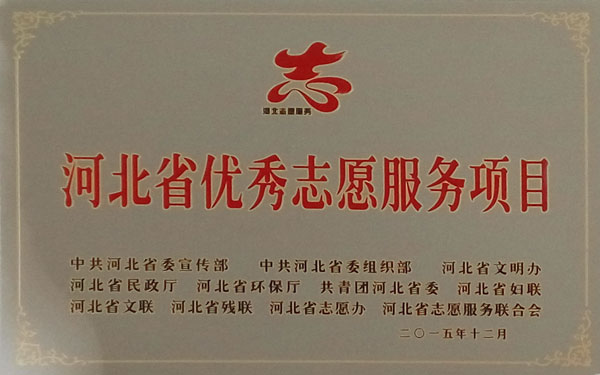 志
河北志愿服务
河北省优秀志愿服务项目
中共河北省委宣传部 中共河北省委组织部 河北省文明办
河北省民政厅 河北省环保厅 共青团河北省委 河北省妇联
河北省文联 河北省残联 河北省志愿办 河北省志愿服务联合会
二〇一五年十二月